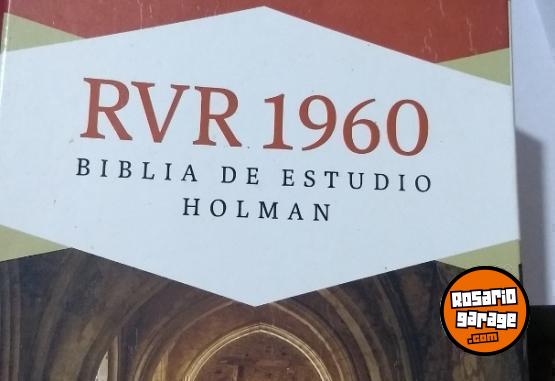 RVR 1960
BIBLIA DE ESTUDIO
HOLMAN
Rosario
garage
.com